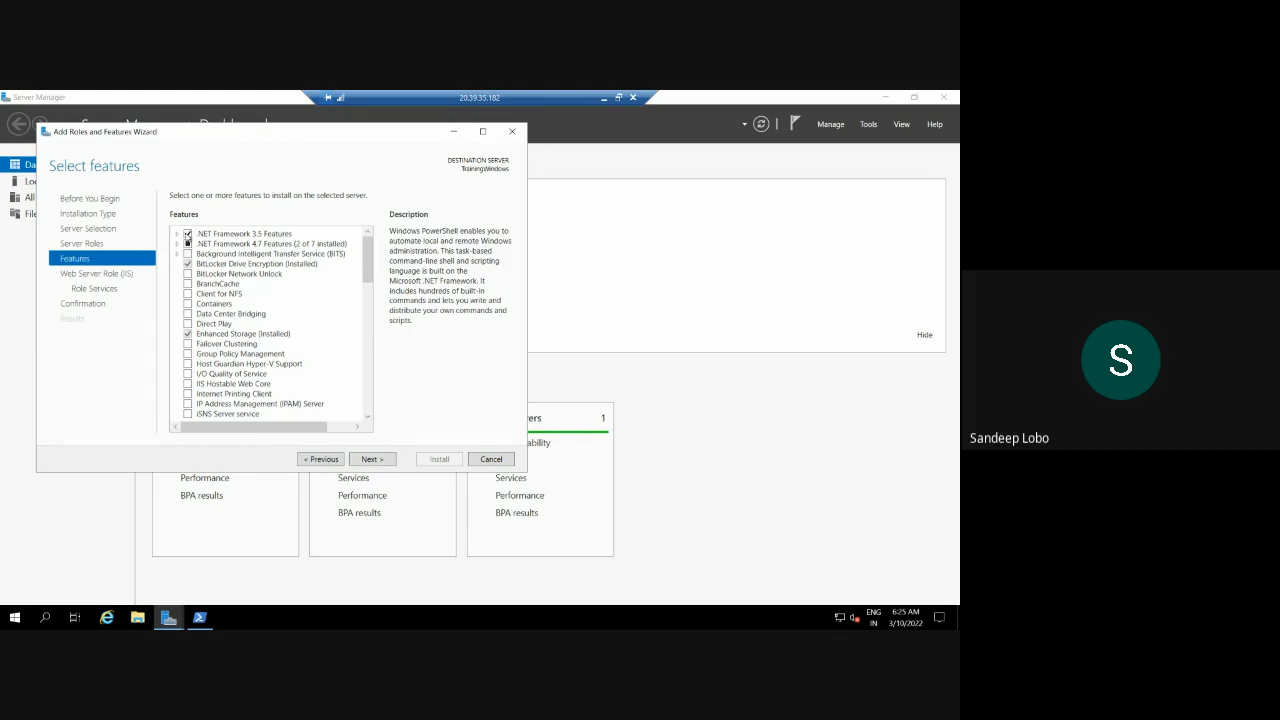 Server Manager
20.39.35.182
Manage
Tools
View
Help
Add Roles and Features Wizard
Select features
DESTINATION SERVER
TrainingWindows
Before You Begin
Installation Type
Server Selection
Server Roles
Features
Web Server Role (IIS)
Role Services
Confirmation
Results
Select one or more features to install on the selected server.
Features
.NET Framework 3.5 Features
.NET Framework 4.7 Features (2 of 7 installed)
Background Intelligent Transfer Service (BITS)
BitLocker Drive Encryption (Installed)
BitLocker Network Unlock
BranchCache
Client for NFS
Containers
Data Center Bridging
Direct Play
Enhanced Storage (Installed)
Failover Clustering
Group Policy Management
Host Guardian Hyper-V Support
I/O Quality of Service
IIS Hostable Web Core
Internet Printing Client
IP Address Management (IPAM) Server
iSNS Server service
Description
Windows PowerShell enables you to
automate local and remote Windows
administration. This task-based
command-line shell and scripting
language is built on the
Microsoft .NET Framework. It
includes hundreds of built-in
commands and lets you write and
distribute your own commands and
scripts.
< Previous
Next >
Install
Cancel
Hide
ers
1
ability
Performance
BPA results
Services
Performance
BPA results
Services
Performance
BPA results
ENG
IN
6:25 AM
3/10/2022
S
Sandeep Lobo